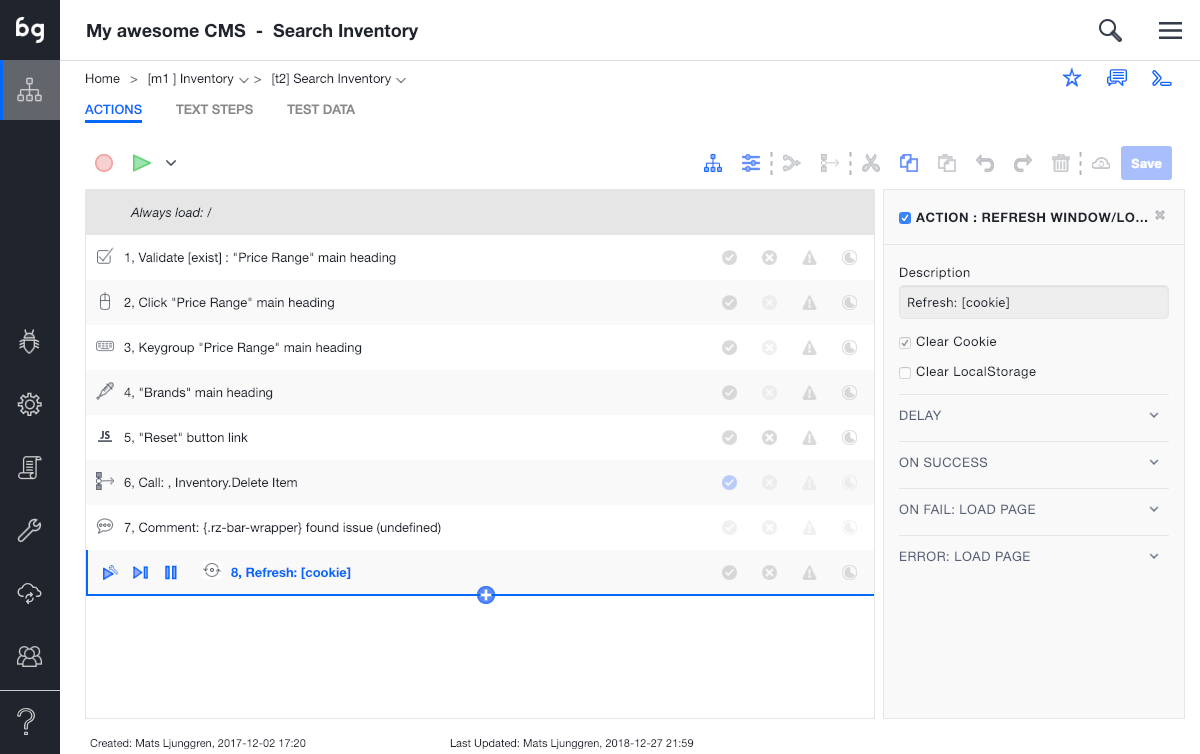 bg
My awesome CMS - Search Inventory
Home > [m1 ] Inventory > [t2] Search Inventory
ACTIONS TEXT STEPS TEST DATA
Save
Always load: /
1, Validate [exist] : "Price Range" main heading
2, Click "Price Range" main heading
3, Keygroup "Price Range" main heading
4, "Brands" main heading
JS 5, "Reset" button link
6, Call: , Inventory.Delete Item
7, Comment: {.rz-bar-wrapper} found issue (undefined)
8, Refresh: [cookie]
ACTION : REFRESH WINDOW/LO...
Description
Refresh: [cookie]
Clear Cookie
Clear LocalStorage
DELAY
ON SUCCESS
ON FAIL: LOAD PAGE
ERROR: LOAD PAGE
Created: Mats Ljunggren, 2017-12-02 17:20
Last Updated: Mats Ljunggren, 2018-12-27 21:59